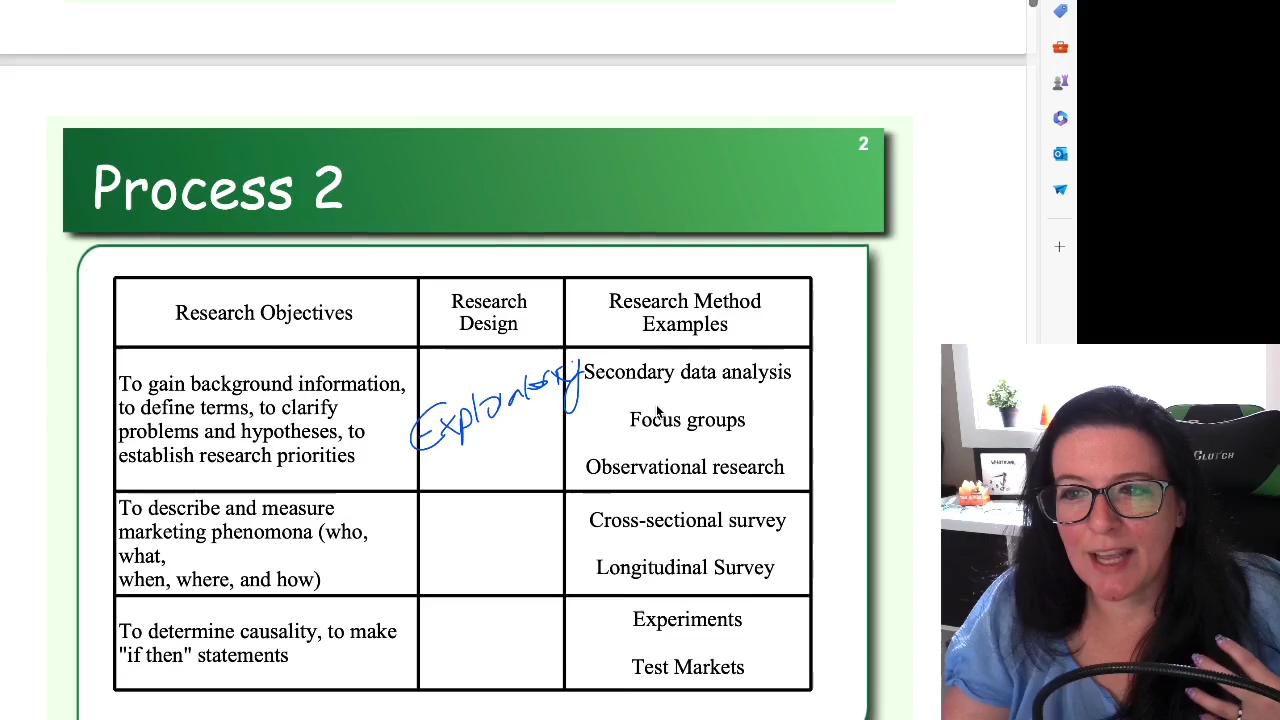 2
Process 2
Research Objectives
Research
Design
Research Method
Examples
To gain background information,
to define terms, to clarify
problems and hypotheses, to
establish research priorities
Exploratory
Secondary data analysis
Focus groups
Observational research
To describe and measure
marketing phenomona (who,
what,
when, where, and how)
Cross-sectional survey
Longitudinal Survey
To determine causality, to make
"if then" statements
Experiments
Test Markets
CLUTCH